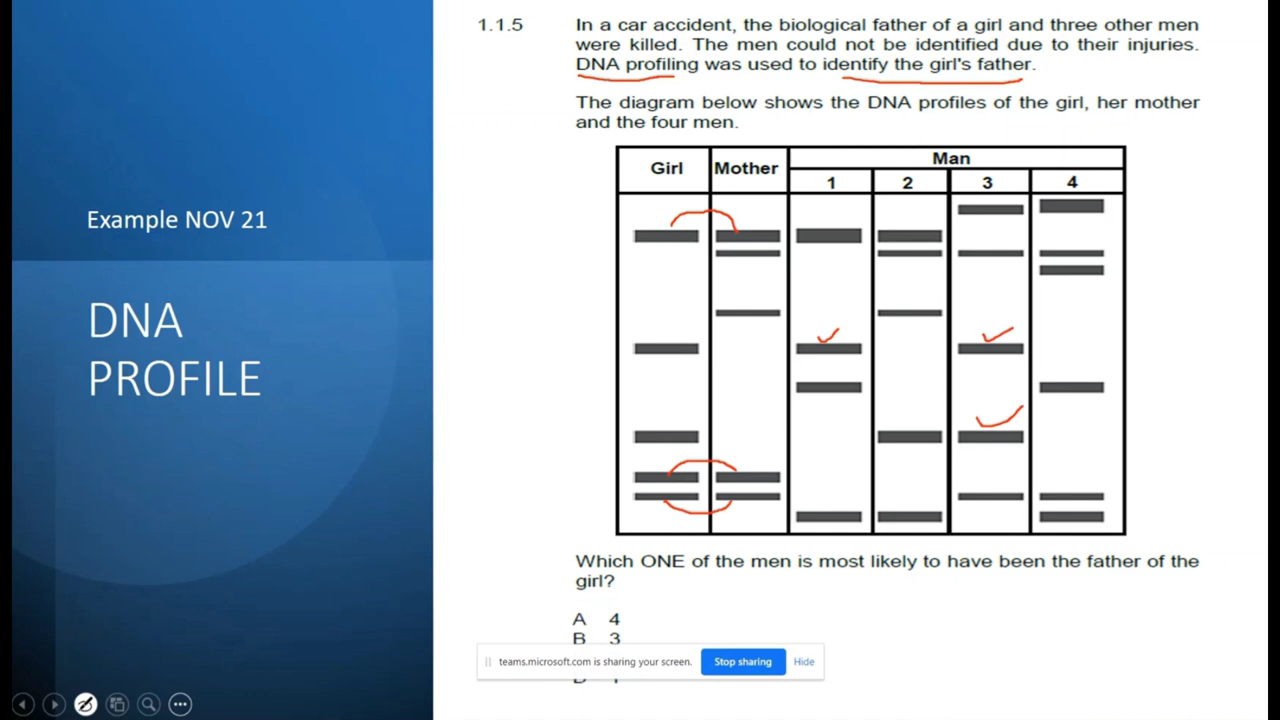 Example NOV 21
DNA
PROFILE
1.1.5 In a car accident, the biological father of a girl and three other men
were killed. The men could not be identified due to their injuries.
DNA profiling was used to identify the girl's father.
The diagram below shows the DNA profiles of the girl, her mother
and the four men.
Girl Mother Man
1 2 3 4
Which ONE of the men is most likely to have been the father of the
girl?
A 4
B 3
teams.microsoft.com is sharing your screen. Stop sharing Hide